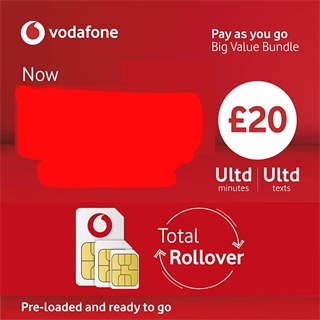 vodafone
Pay as you go
Big Value Bundle
Now
£20
Ultd
minutes
Ultd
texts
Total
Rollover
Pre-loaded and ready to go